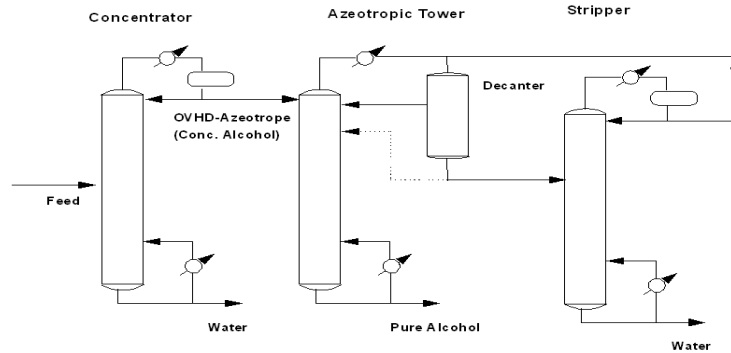 Concentrator
Azeotropic Tower
Stripper
Decanter
OVHD-Azeotrope
(Conc. Alcohol)
Feed
Water
Pure Alcohol
Water